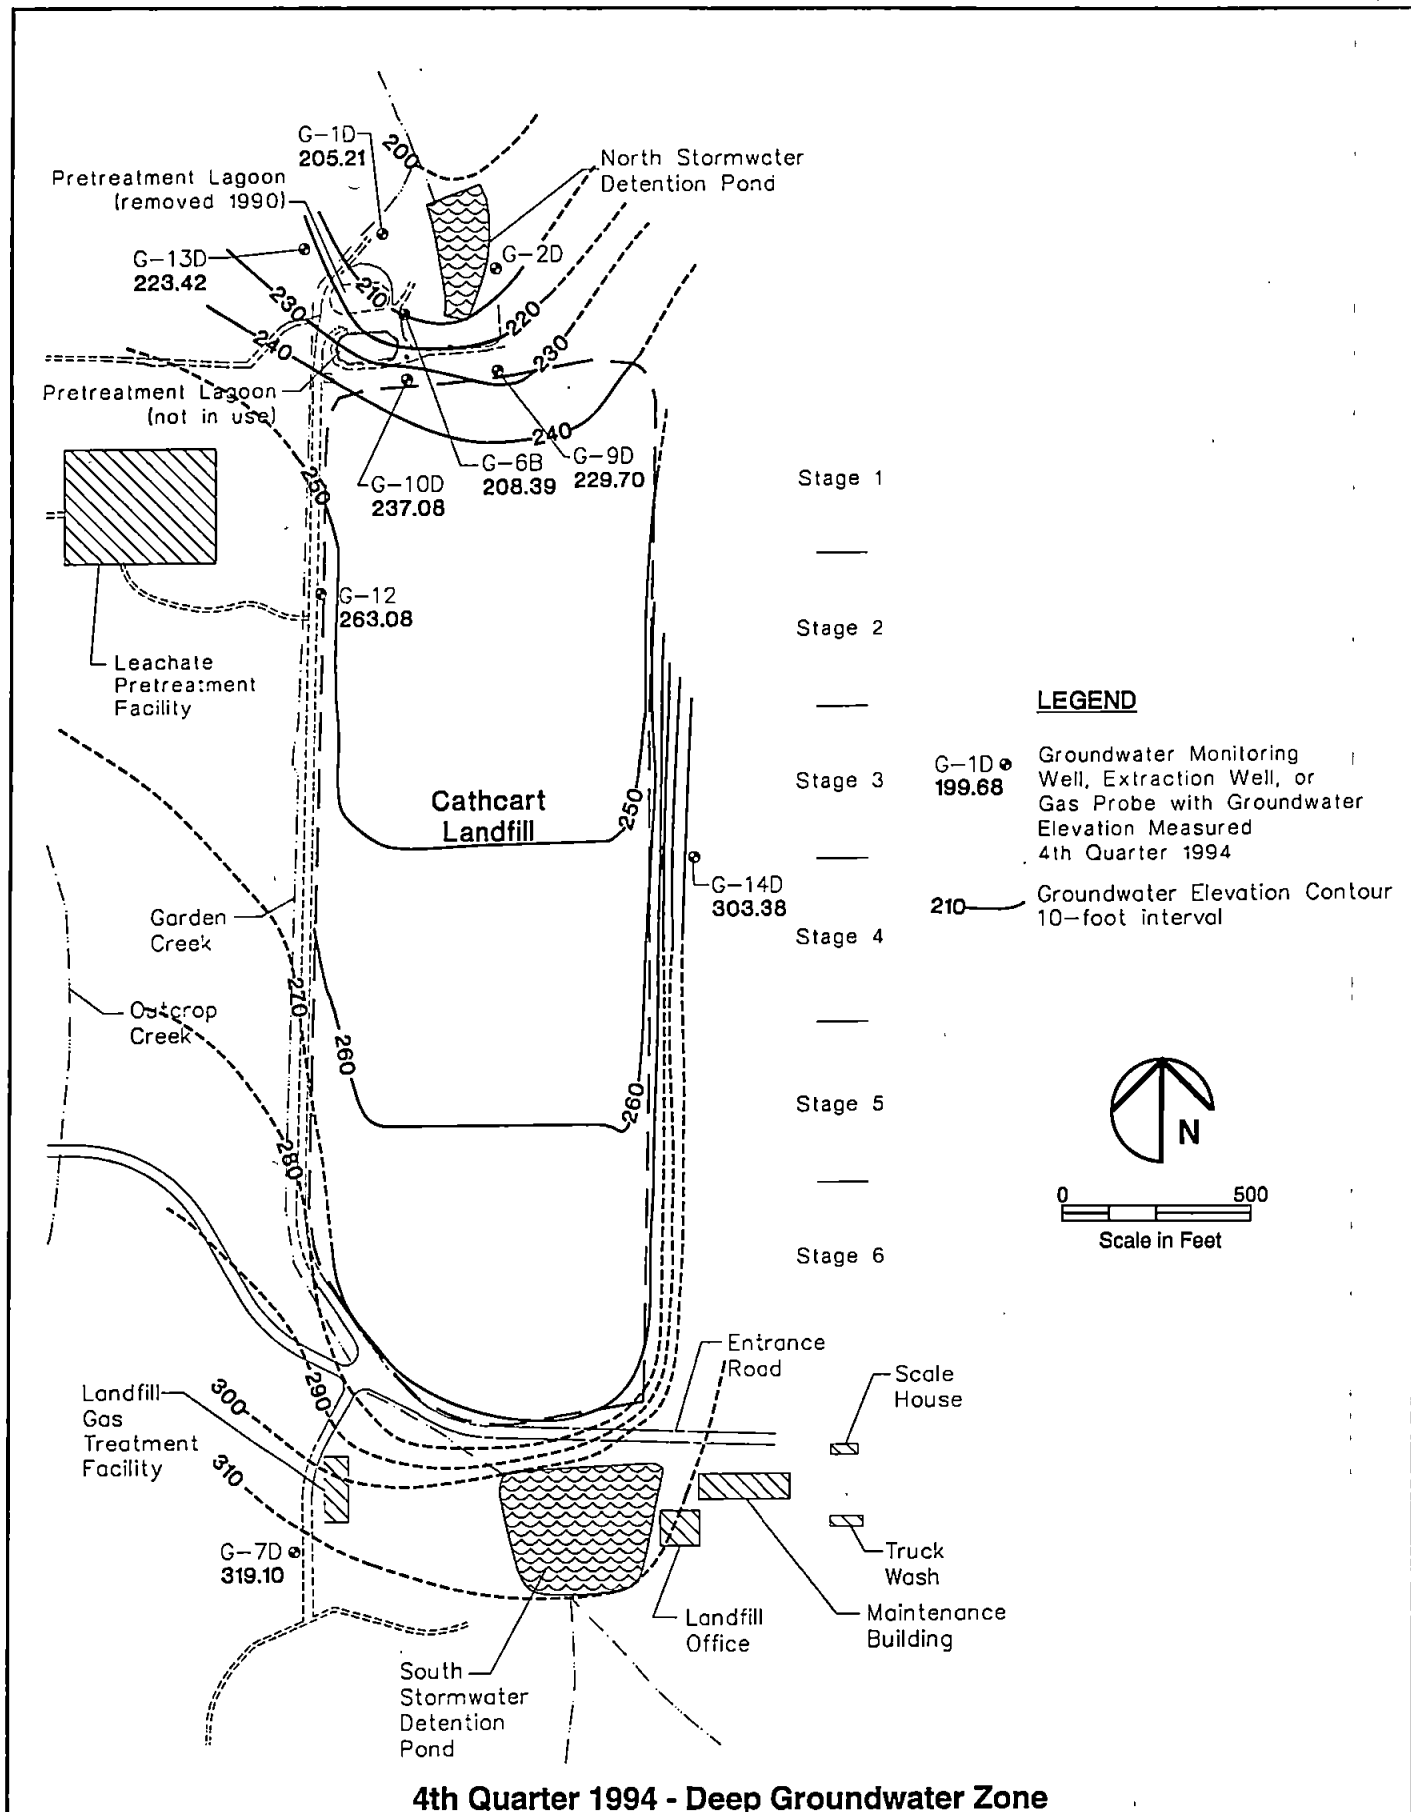 G-1D
205.21
200
Pretreatment Lagoon
(removed 1990)
North Stormwater
Detention Pond
G-13D
223.42
G-2D
210
230
220
240
230
Pretreatment Lagoon
(not in use)
240
G-6B
208.39
G-9D
229.70
G-10D
237.08
250
Stage 1
G-12
263.08
Stage 2
Leachate
Pretreatment
Facility
LEGEND
G-1D
199.68
Groundwater Monitoring
Well, Extraction Well, or
Gas Probe with Groundwater
Elevation Measured
4th Quarter 1994
Stage 3
Cathcart
Landfill
250
G-14D
303.38
210
Groundwater Elevation Contour
10-foot interval
Garden
Creek
Stage 4
270
Outcrop
Creek
260
260
Stage 5
N
280
0 500
Scale in Feet
Stage 6
Entrance
Road
Scale
House
290
300
Landfill
Gas
Treatment
Facility
310
G-7D
319.10
Truck
Wash
Landfill
Office
Maintenance
Building
South
Stormwater
Detention
Pond
4th Quarter 1994 - Deep Groundwater Zone